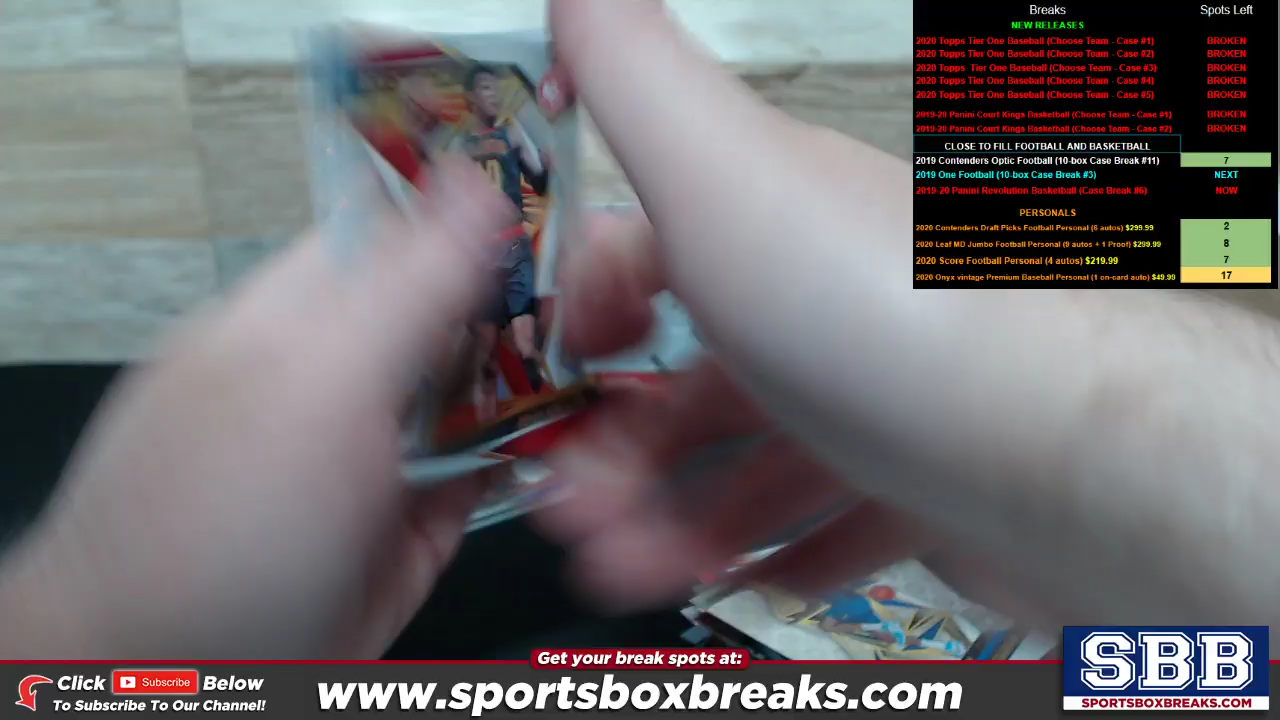 Breaks Spots Left
NEW RELEASES
2020 Topps Tier One Baseball (Choose Team - Case #1) BROKEN
2020 Topps Tier One Baseball (Choose Team - Case #2) BROKEN
2020 Topps Tier One Baseball (Choose Team - Case #3) BROKEN
2020 Topps Tier One Baseball (Choose Team - Case #4) BROKEN
2020 Topps Tier One Baseball (Choose Team - Case #5) BROKEN
2019-20 Panini Court Kings Basketball (Choose Team - Case #1) BROKEN
2019-20 Panini Court Kings Basketball (Choose Team - Case #2) BROKEN
CLOSE TO FILL FOOTBALL AND BASKETBALL
2019 Contenders Optic Football (10-box Case Break #11) 7
2019 One Football (10-box Case Break #3) NEXT
2019-20 Panini Revolution Basketball (Case Break #6) NOW
PERSONALS
2020 Contenders Draft Picks Football Personal (6 autos) $299.99 2
2020 Leaf MD Jumbo Football Personal (9 autos + 1 Proof) $299.99 8
2020 Score Football Personal (4 autos) $219.99 7
2020 Onyx vintage Premium Baseball Personal (1 on-card auto) $49.99 17
Get your break spots at:
Click Subscribe Below
To Subscribe To Our Channel!
www.sportsboxbreaks.com
SBB
SPORTSBOXBREAKS.COM